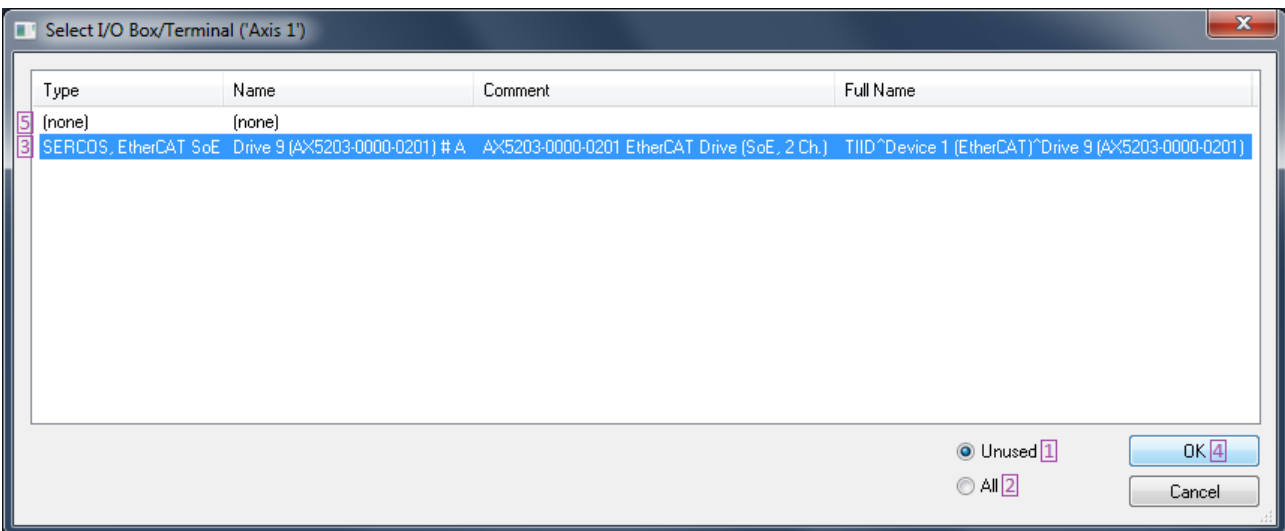 Select I/O Box/Terminal ('Axis 1')
Type Name Comment Full Name
5 (none) (none)
3 SERCOS, EtherCAT SoE Drive 9 (AX5203-0000-0201) # A AX5203-0000-0201 EtherCAT Drive (SoE, 2 Ch.) TIID^Device 1 (EtherCAT)^Drive 9 (AX5203-0000-0201)
Unused 1 OK 4
All 2 Cancel